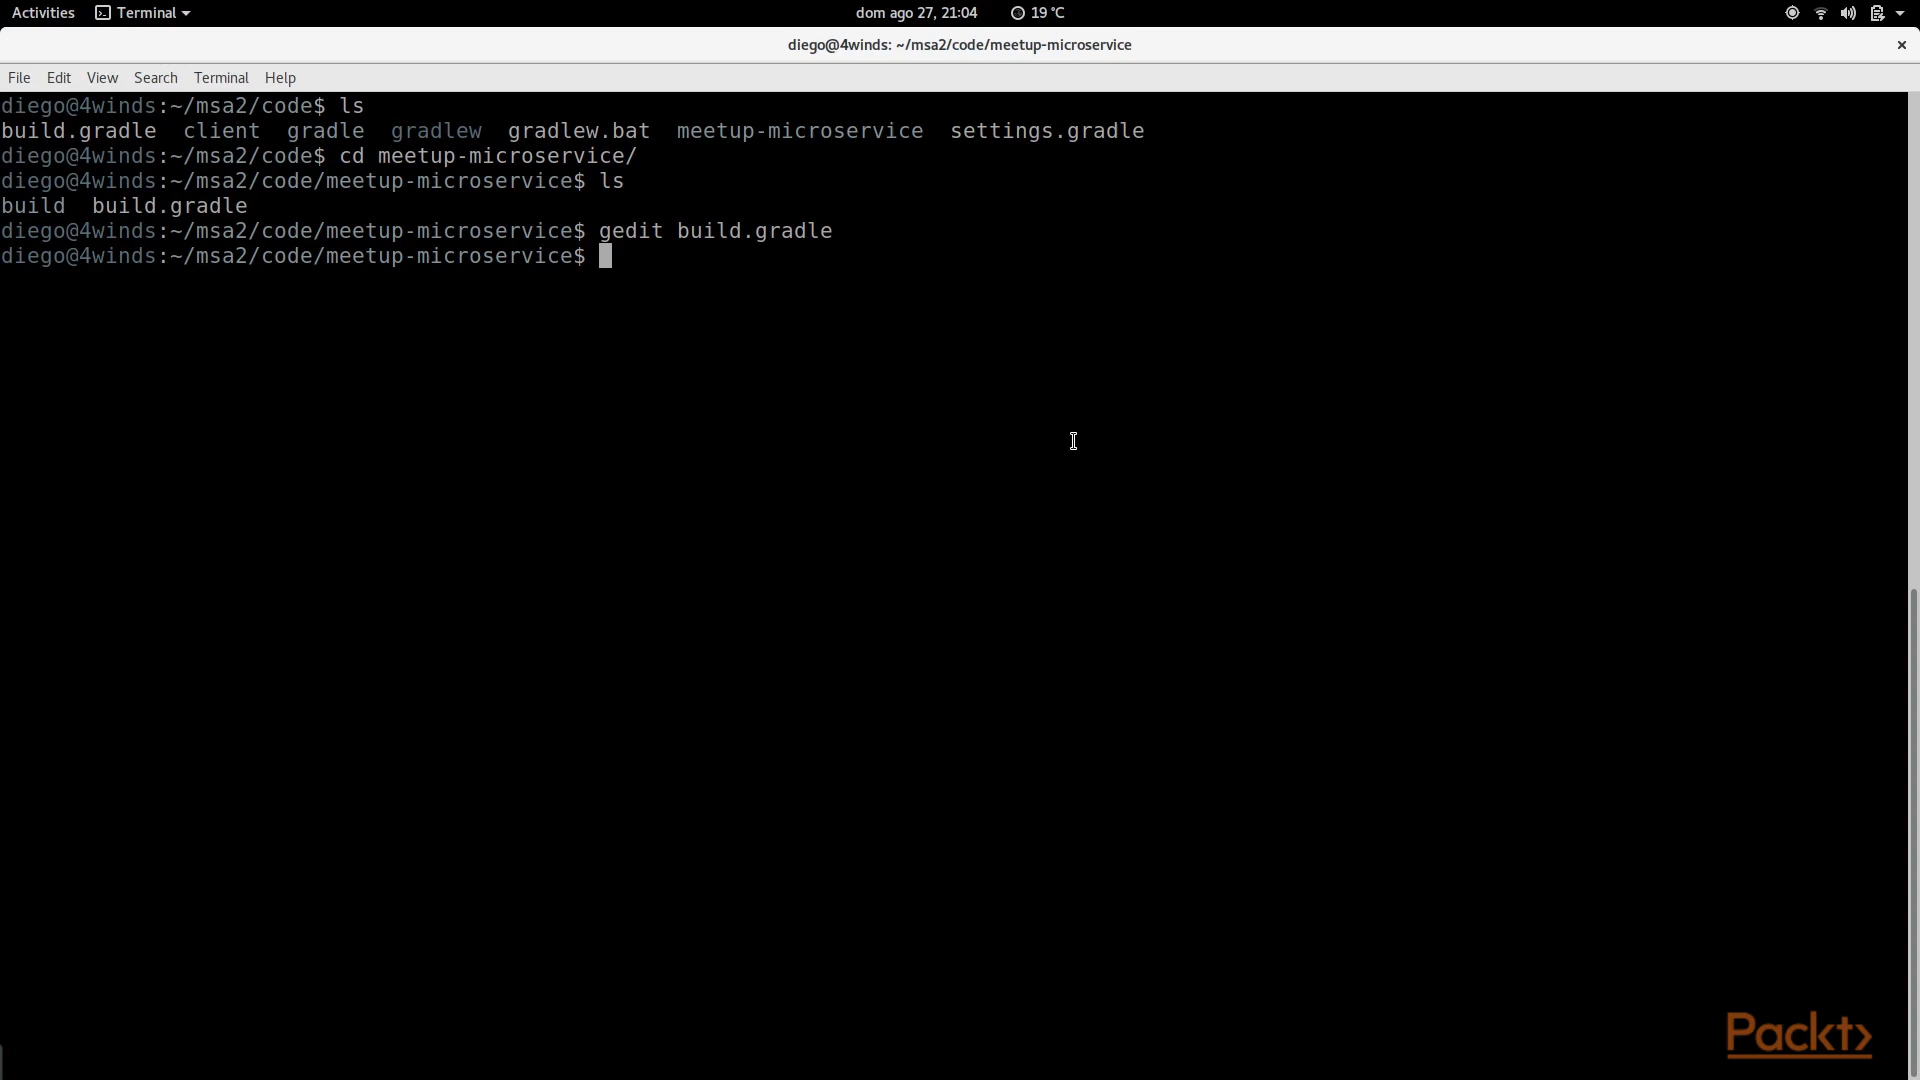 Activities Terminal dom ago 27, 21:04 19 °C
diego@4winds: ~/msa2/code/meetup-microservice ×
File Edit View Search Terminal Help
diego@4winds:~/msa2/code$ ls
build.gradle client gradle gradlew gradlew.bat meetup-microservice settings.gradle
diego@4winds:~/msa2/code$ cd meetup-microservice/
diego@4winds:~/msa2/code/meetup-microservice$ ls
build build.gradle
diego@4winds:~/msa2/code/meetup-microservice$ gedit build.gradle
diego@4winds:~/msa2/code/meetup-microservice$
Packt>